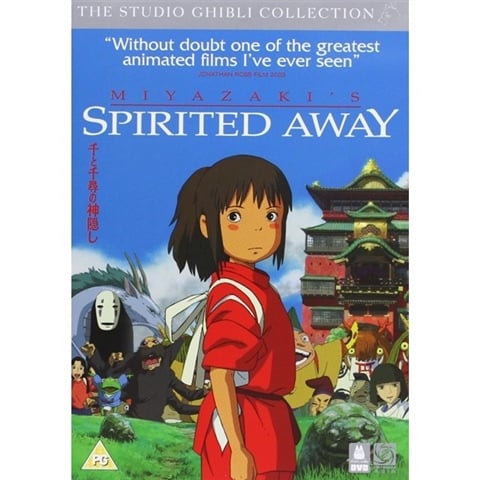 THE STUDIO GHIBLI COLLECTION
“Without doubt one of the greatest
animated films I’ve ever seen”
JONATHAN ROSS FILM 2003
MIYAZAKI'S
SPIRITED AWAY
千と千尋の神隠し
PG
DVD